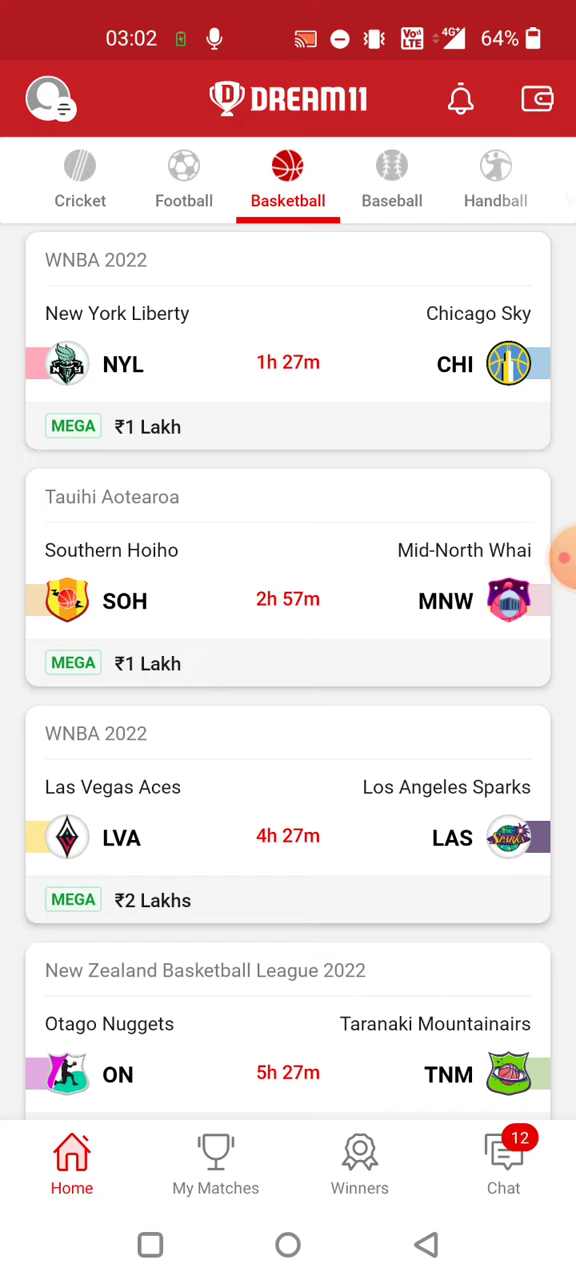 03:02
Vo LTE 4G+ 64%
DREAM11
Cricket Football Basketball Baseball Handball
WNBA 2022
New York Liberty Chicago Sky
NYL 1h 27m CHI
MEGA ₹1 Lakh
Tauihi Aotearoa
Southern Hoiho Mid-North Whai
SOH 2h 57m MNW
MEGA ₹1 Lakh
WNBA 2022
Las Vegas Aces Los Angeles Sparks
LVA 4h 27m LAS
MEGA ₹2 Lakhs
New Zealand Basketball League 2022
Otago Nuggets Taranaki Mountainairs
ON 5h 27m TNM
12
Home My Matches Winners Chat